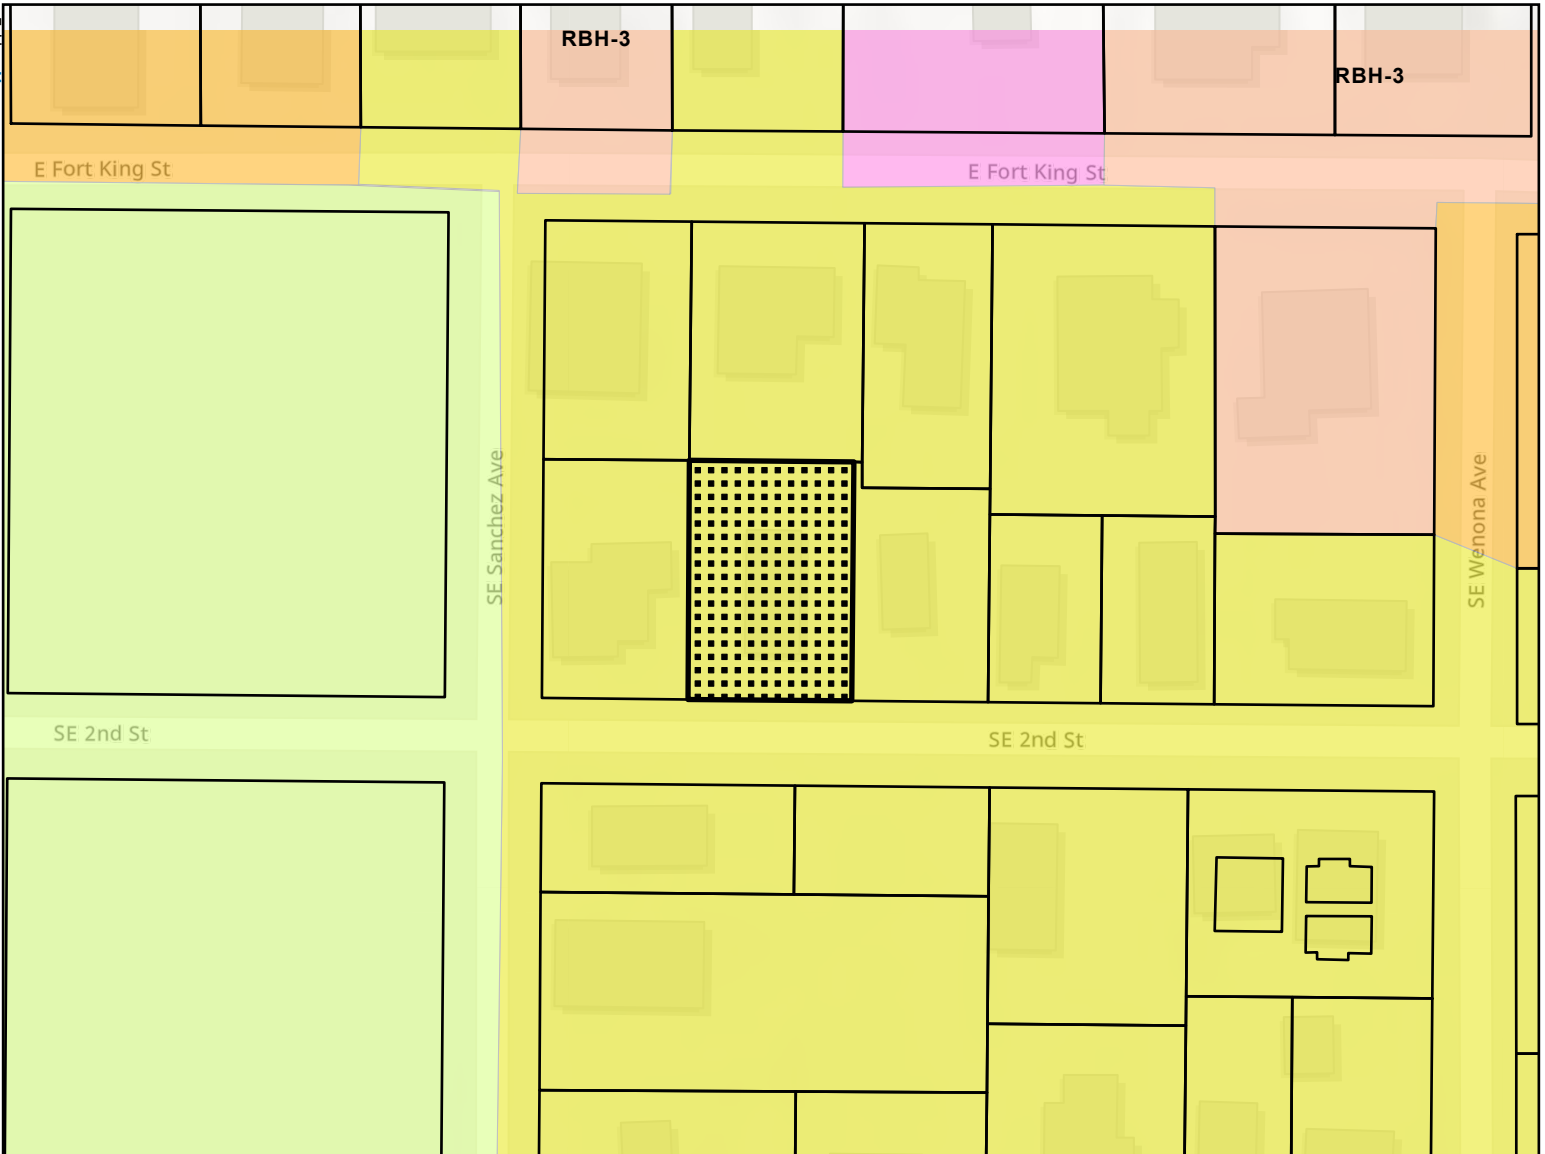 RBH-3
RBH-3
E Fort King St
E Fort King St
SE Sanchez Ave
SE Wenona Ave
SE 2nd St
SE 2nd St